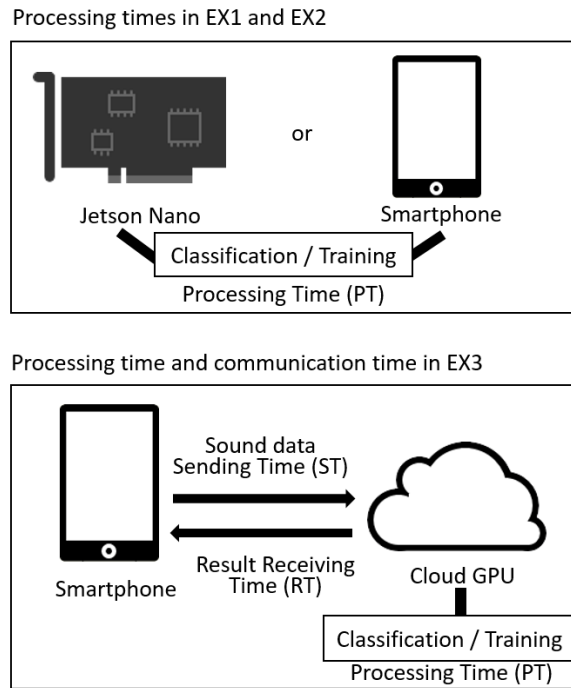 Processing times in EX1 and EX2
or
Jetson Nano
Smartphone
Classification / Training
Processing Time (PT)
Processing time and communication time in EX3
Sound data
Sending Time (ST)
Result Receiving
Time (RT)
Smartphone
Cloud GPU
Classification / Training
Processing Time (PT)